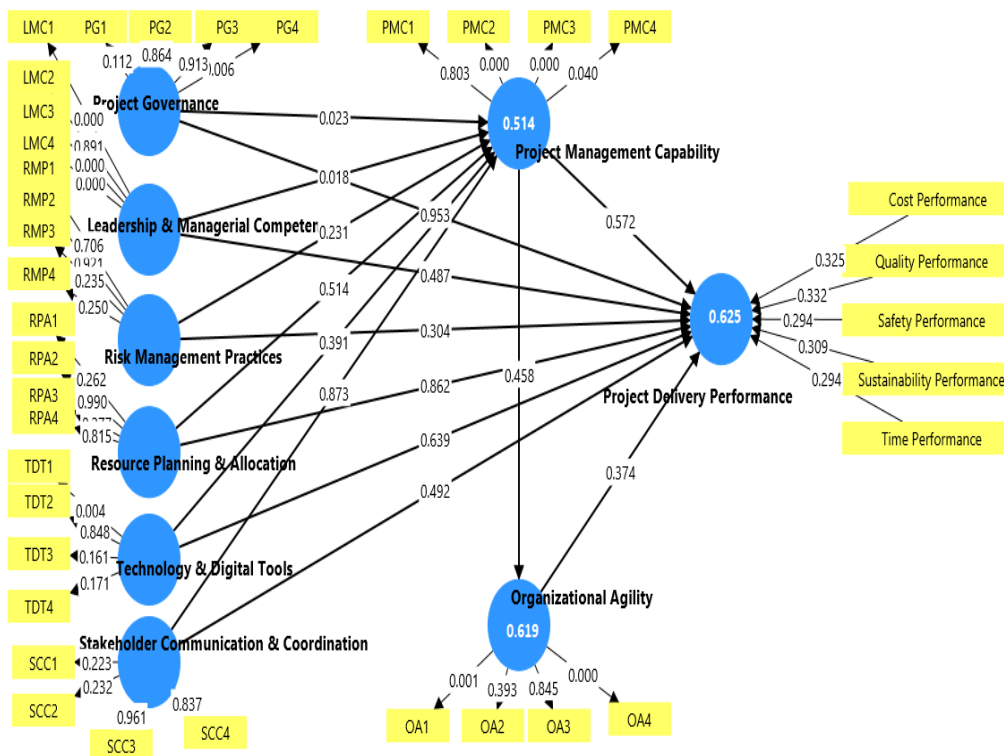 LMC1 PG1 PG2 PG3 PG4
PMC1 PMC2 PMC3 PMC4
0.112 0.864 0.913 0.006
0.803 0.000 0.000 0.040
LMC2
LMC3
LMC4
RMP1
RMP2
RMP3
RMP4
RPA1
RPA2
RPA3
RPA4
TDT1
TDT2
TDT3
TDT4
SCC1
SCC2
SCC3
SCC4
Project Governance
0.000
0.891
0.000
0.000
Leadership & Managerial Competer
0.706
0.921
0.235
0.250
Risk Management Practices
0.262
0.990
0.815
Resource Planning & Allocation
0.004
0.848
0.161
0.171
Technology & Digital Tools
Stakeholder Communication & Coordination
0.223
0.232
0.961
0.837
0.023
0.018
0.231
0.514
0.391
0.873
0.953
0.487
0.304
0.862
0.639
0.492
0.514
Project Management Capability
0.572
0.458
0.374
0.625
Project Delivery Performance
0.619
Organizational Agility
0.001 0.393 0.845 0.000
OA1 OA2 OA3 OA4
Cost Performance
0.325
Quality Performance
0.332
Safety Performance
0.294
0.309
Sustainability Performance
0.294
Time Performance